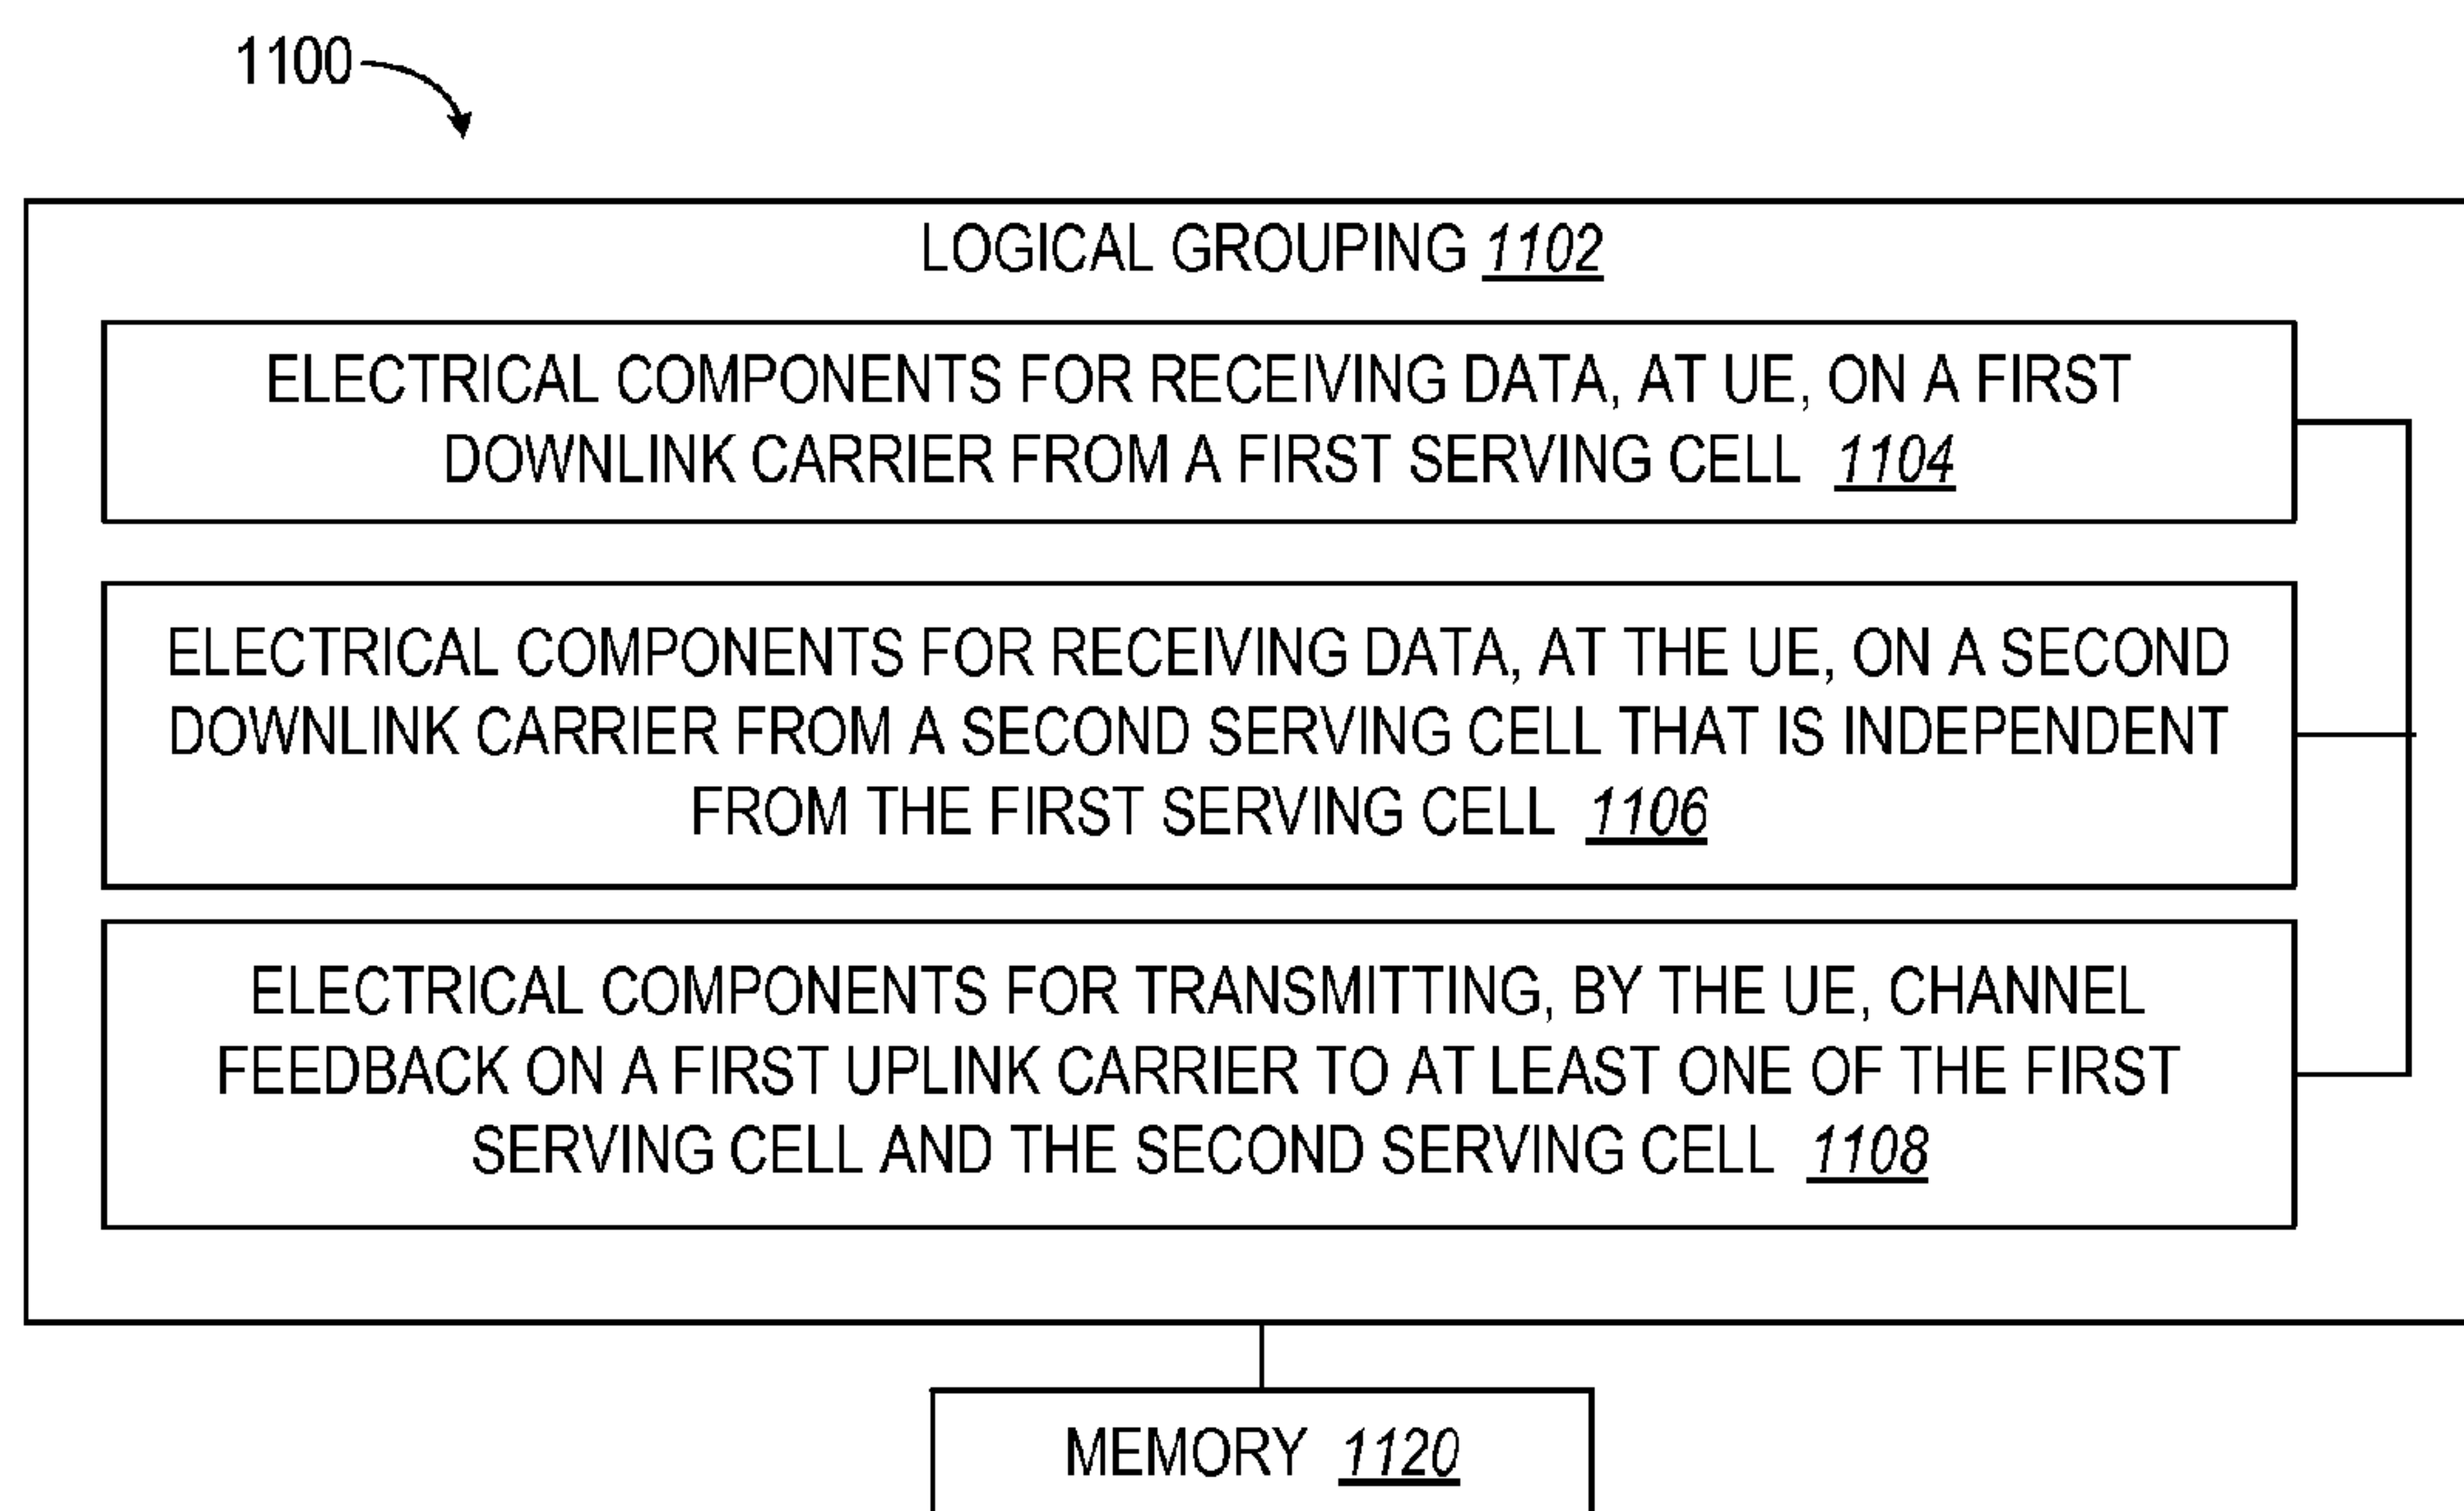 1100
LOGICAL GROUPING 1102
ELECTRICAL COMPONENTS FOR RECEIVING DATA, AT UE, ON A FIRST
DOWNLINK CARRIER FROM A FIRST SERVING CELL 1104
ELECTRICAL COMPONENTS FOR RECEIVING DATA, AT THE UE, ON A SECOND
DOWNLINK CARRIER FROM A SECOND SERVING CELL THAT IS INDEPENDENT
FROM THE FIRST SERVING CELL 1106
ELECTRICAL COMPONENTS FOR TRANSMITTING, BY THE UE, CHANNEL
FEEDBACK ON A FIRST UPLINK CARRIER TO AT LEAST ONE OF THE FIRST
SERVING CELL AND THE SECOND SERVING CELL 1108
MEMORY 1120